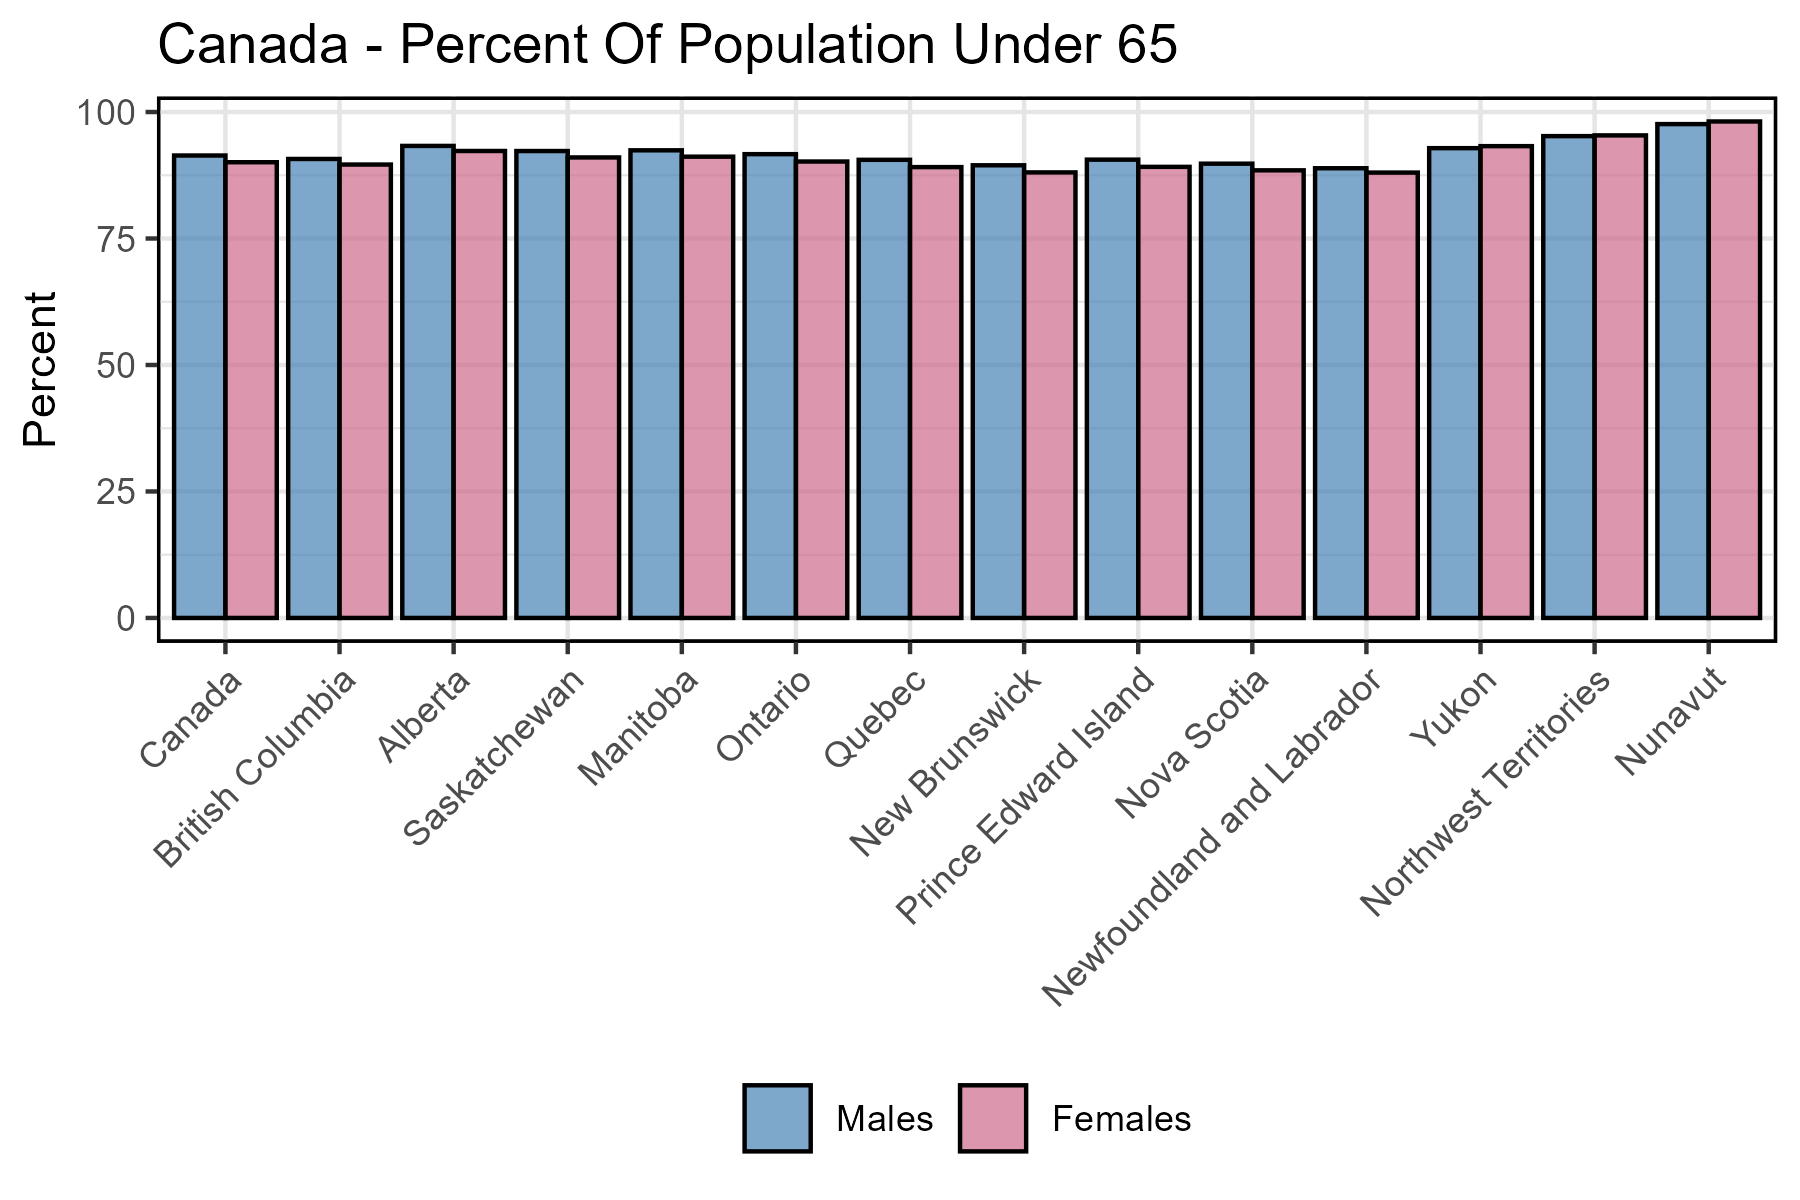 Canada - Percent Of Population Under 65
Percent
100
75
50
25
0
Canada
British Columbia
Alberta
Saskatchewan
Manitoba
Ontario
Quebec
New Brunswick
Prince Edward Island
Nova Scotia
Newfoundland and Labrador
Yukon
Northwest Territories
Nunavut
Males
Females